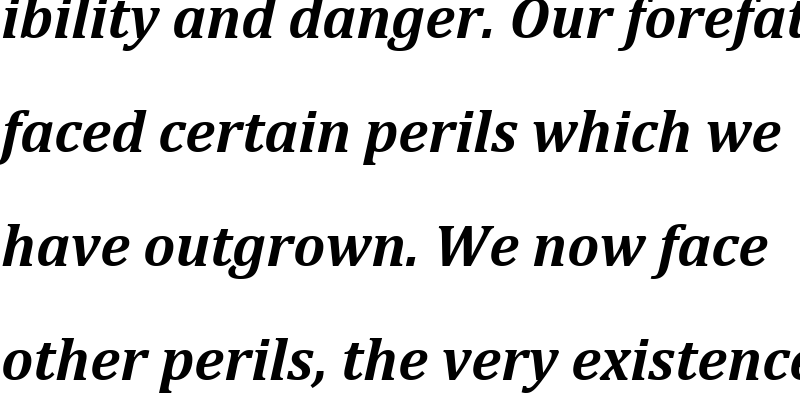 ibility and danger. Our forefat
faced certain perils which we
have outgrown. We now face
other perils, the very existence